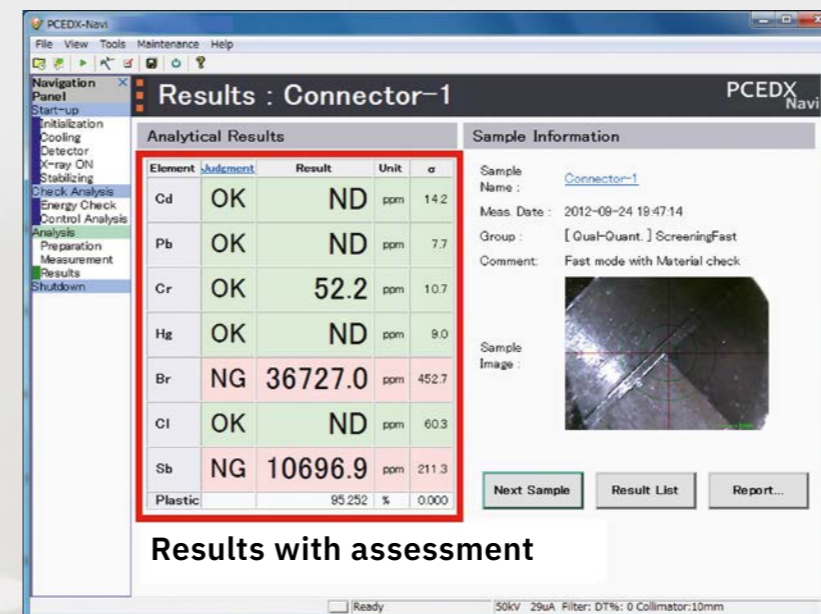 PCEDX-Navi
File View Tools Maintenance Help
Navigation Panel
Start-up
Initialization
Cooling
Detector
X-ray ON
Stabilizing
Check Analysis
Energy Check
Control Analysis
Analysis
Preparation
Measurement
Results
Shutdown
Results : Connector-1
PCEDX Navi
Analytical Results
Element Judgment Result Unit σ
Cd OK ND ppm 14.2
Pb OK ND ppm 7.7
Cr OK 52.2 ppm 10.7
Hg OK ND ppm 9.0
Br NG 36727.0 ppm 452.7
Cl OK ND ppm 60.3
Sb NG 10696.9 ppm 211.3
Plastic 95.252 % 0.000
Results with assessment
Sample Information
Sample Name : Connector-1
Meas. Date : 2012-09-24 19:47:14
Group : [ Qual-Quant. ] ScreeningFast
Comment: Fast mode with Material check
Sample Image :
Next Sample Result List Report...
Ready 50kV 29uA Filter: DT%: 0 Collimator:10mm